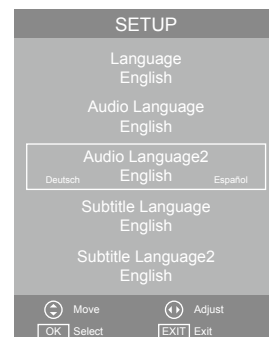 SETUP
Language
English
Audio Language
English
Audio Language2
Deutsch English Español
Subtitle Language
English
Subtitle Language2
English
Move Adjust
OK Select EXIT Exit